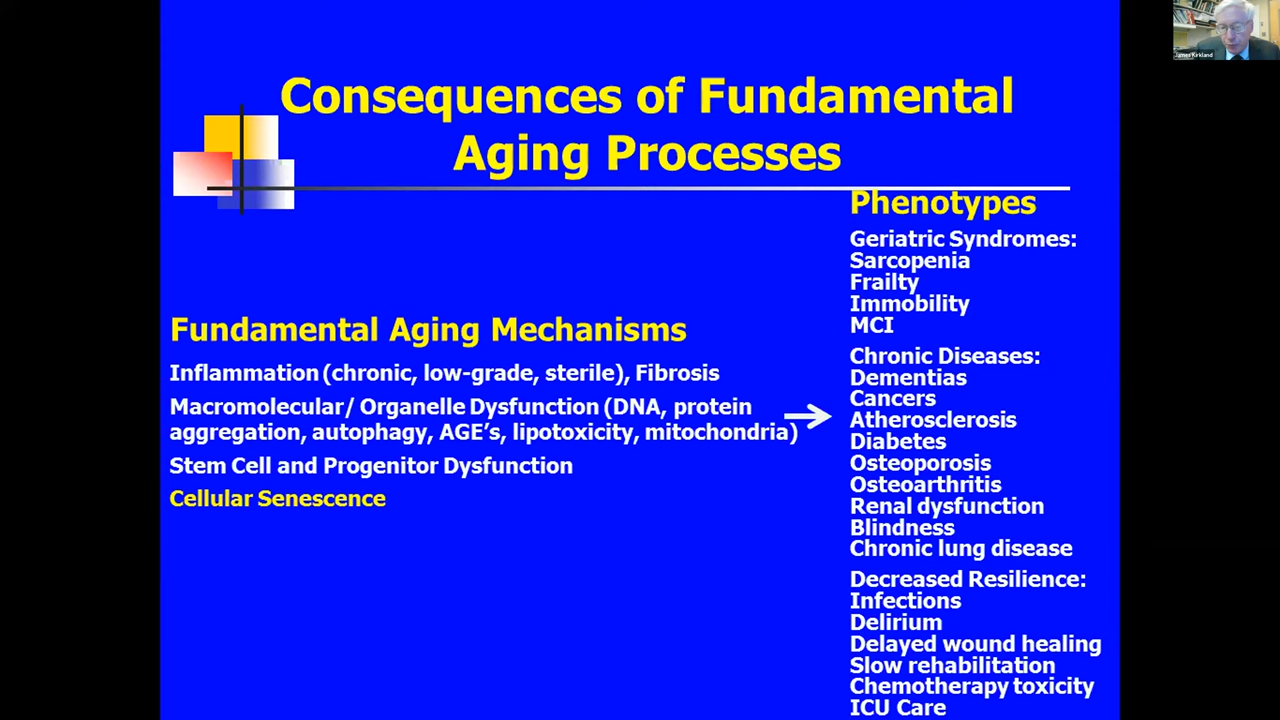 James Kirkland
Consequences of Fundamental
Aging Processes
Fundamental Aging Mechanisms
Inflammation (chronic, low-grade, sterile), Fibrosis
Macromolecular/ Organelle Dysfunction (DNA, protein
aggregation, autophagy, AGE’s, lipotoxicity, mitochondria)
Stem Cell and Progenitor Dysfunction
Cellular Senescence
Phenotypes
Geriatric Syndromes:
Sarcopenia
Frailty
Immobility
MCI
Chronic Diseases:
Dementias
Cancers
Atherosclerosis
Diabetes
Osteoporosis
Osteoarthritis
Renal dysfunction
Blindness
Chronic lung disease
Decreased Resilience:
Infections
Delirium
Delayed wound healing
Slow rehabilitation
Chemotherapy toxicity
ICU Care